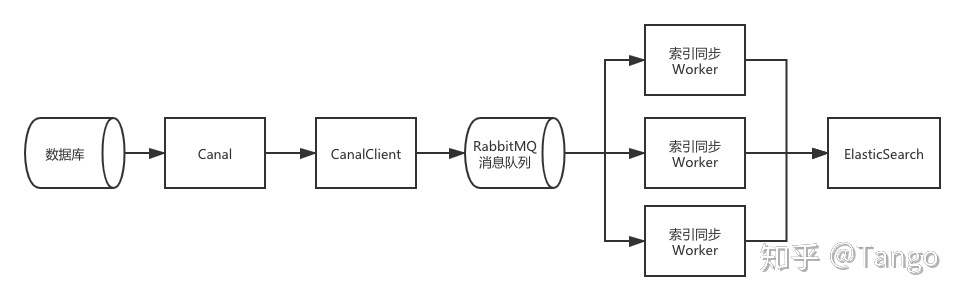 数据库
Canal
CanalClient
RabbitMQ
消息队列
索引同步
Worker
索引同步
Worker
索引同步
Worker
ElasticSearch
知乎 @Tango